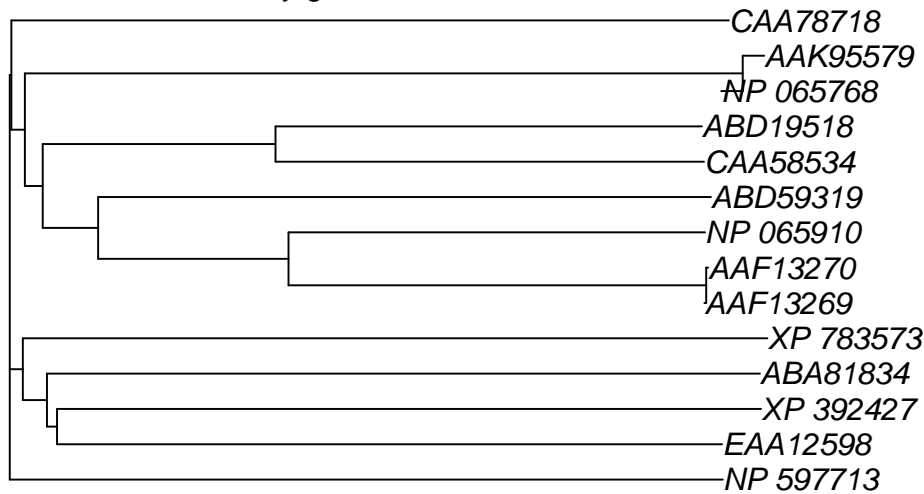 CAA78718
AAK95579
NP 065768
ABD19518
CAA58534
ABD59319
NP 065910
AAF13270
AAF13269
XP 783573
ABA81834
XP 392427
EAA12598
NP 597713